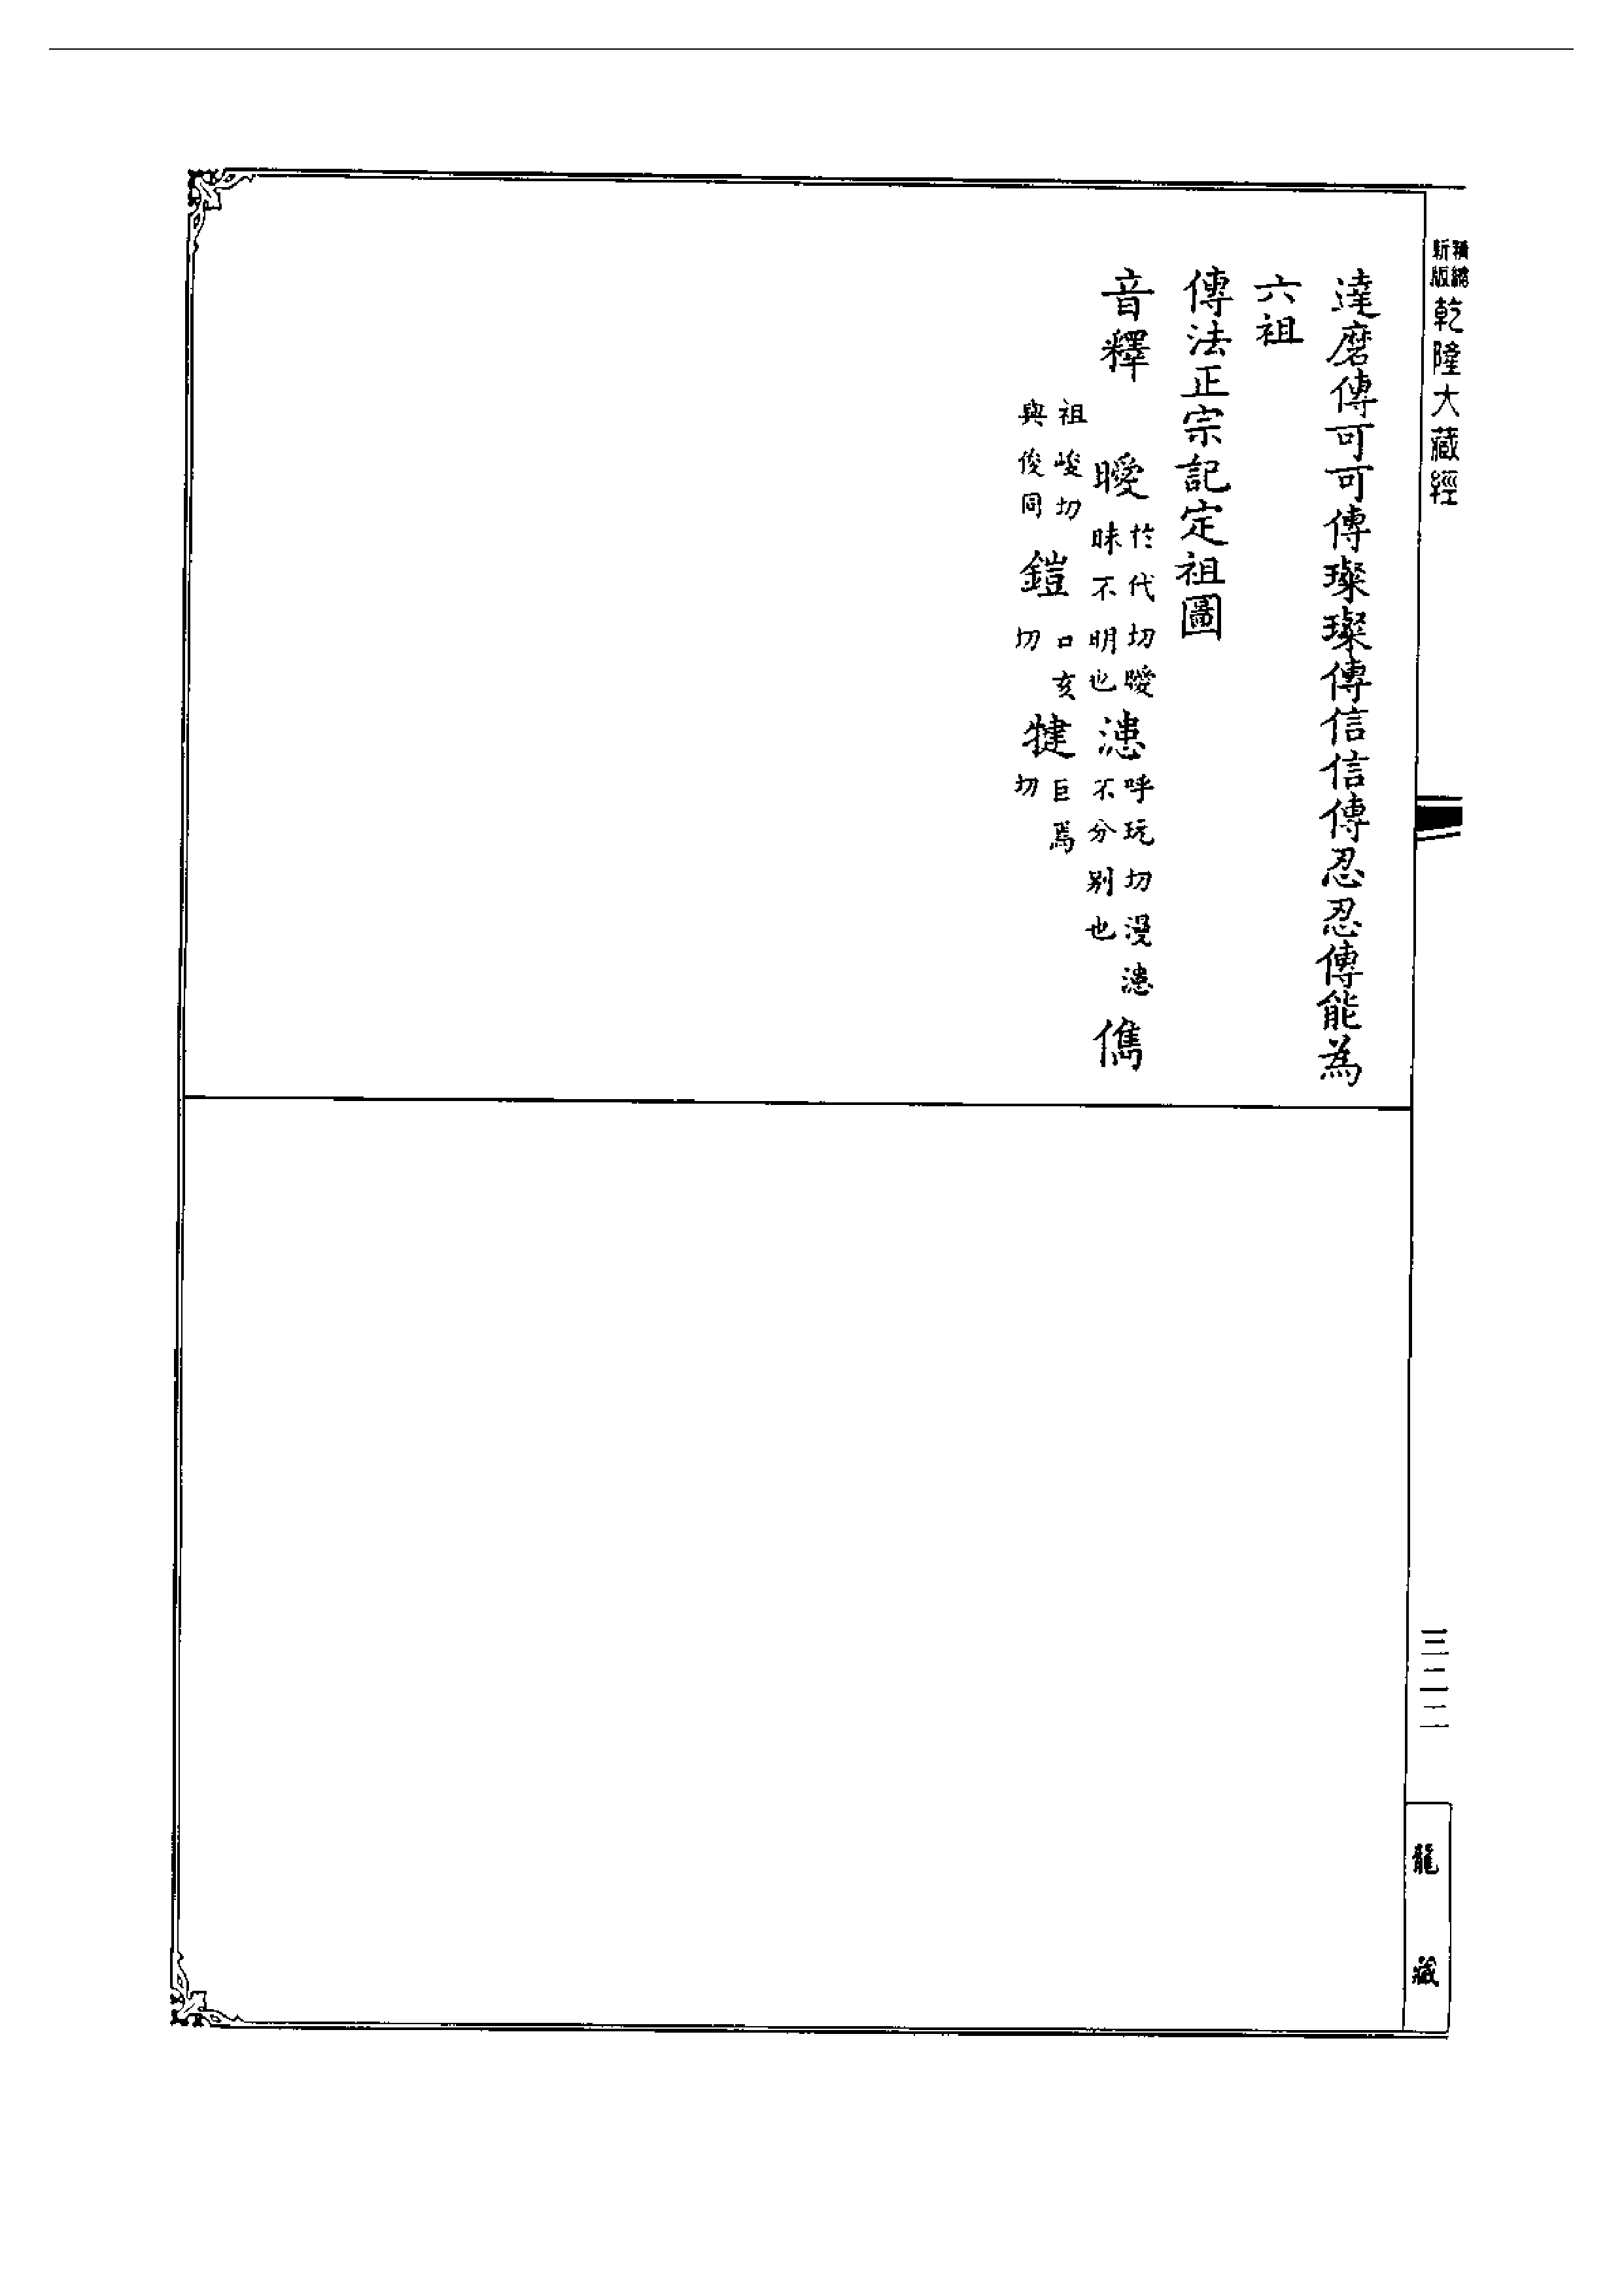 新版精縮
乾隆大藏經
達磨傳可可傳璨璨傳信信傳忍忍傳能為
六祖
傳法正宗記定祖圖
音釋
曖於代切曖昧不明也漶呼玩切漫漶不分別也儁
祖峻切與俊同鎧口亥切犍巨焉切
三二二
龍藏